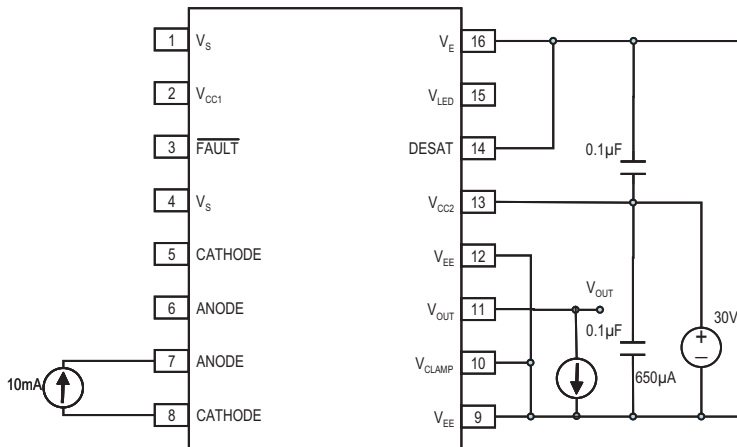 1 V_S
2 V_CC1
3 FAULT
4 V_S
5 CATHODE
6 ANODE
7 ANODE
8 CATHODE
10mA
V_E 16
V_LED 15
DESAT 14
V_CC2 13
V_EE 12
V_OUT 11
V_CLAMP 10
V_EE 9
0.1µF
V_OUT
0.1µF
650µA
30V
+
–